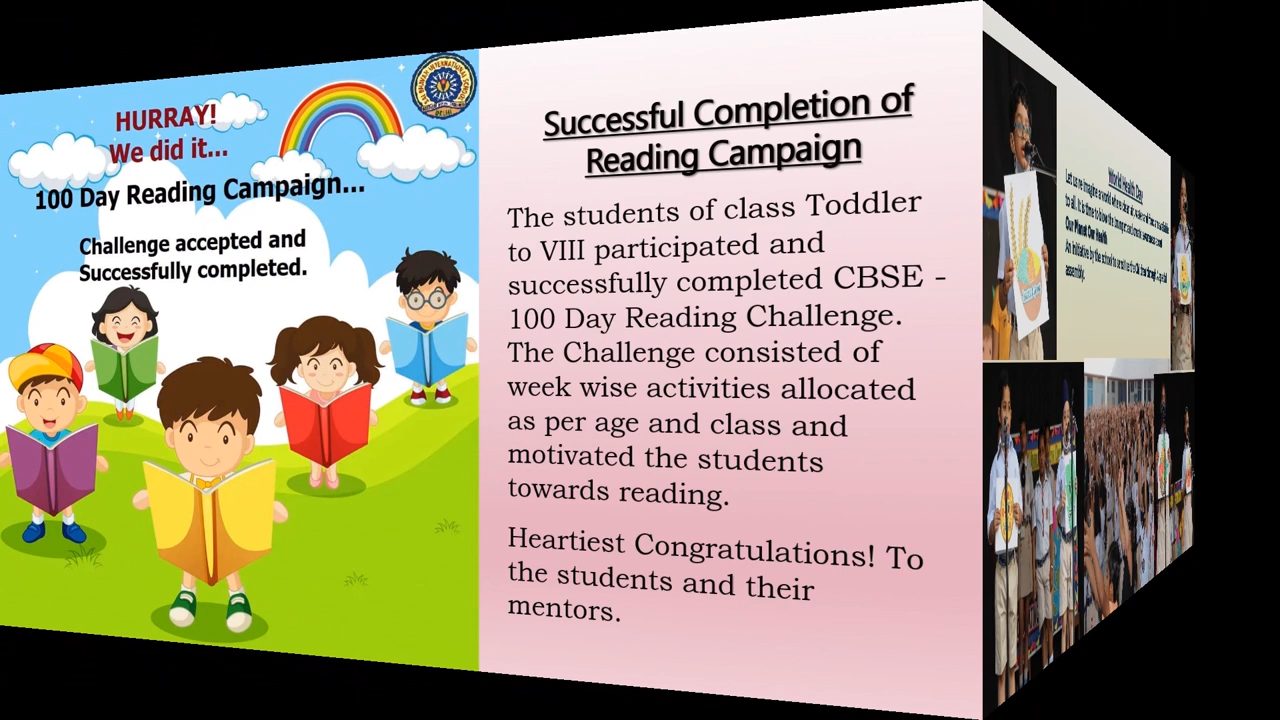 HURRAY!
We did it...
100 Day Reading Campaign...
Challenge accepted and
Successfully completed.
Successful Completion of
Reading Campaign
The students of class Toddler
to VIII participated and
successfully completed CBSE -
100 Day Reading Challenge.
The Challenge consisted of
week wise activities allocated
as per age and class and
motivated the students
towards reading.
Heartiest Congratulations! To
the students and their
mentors.
World Health Day
Our Planet Our Health
assembly.